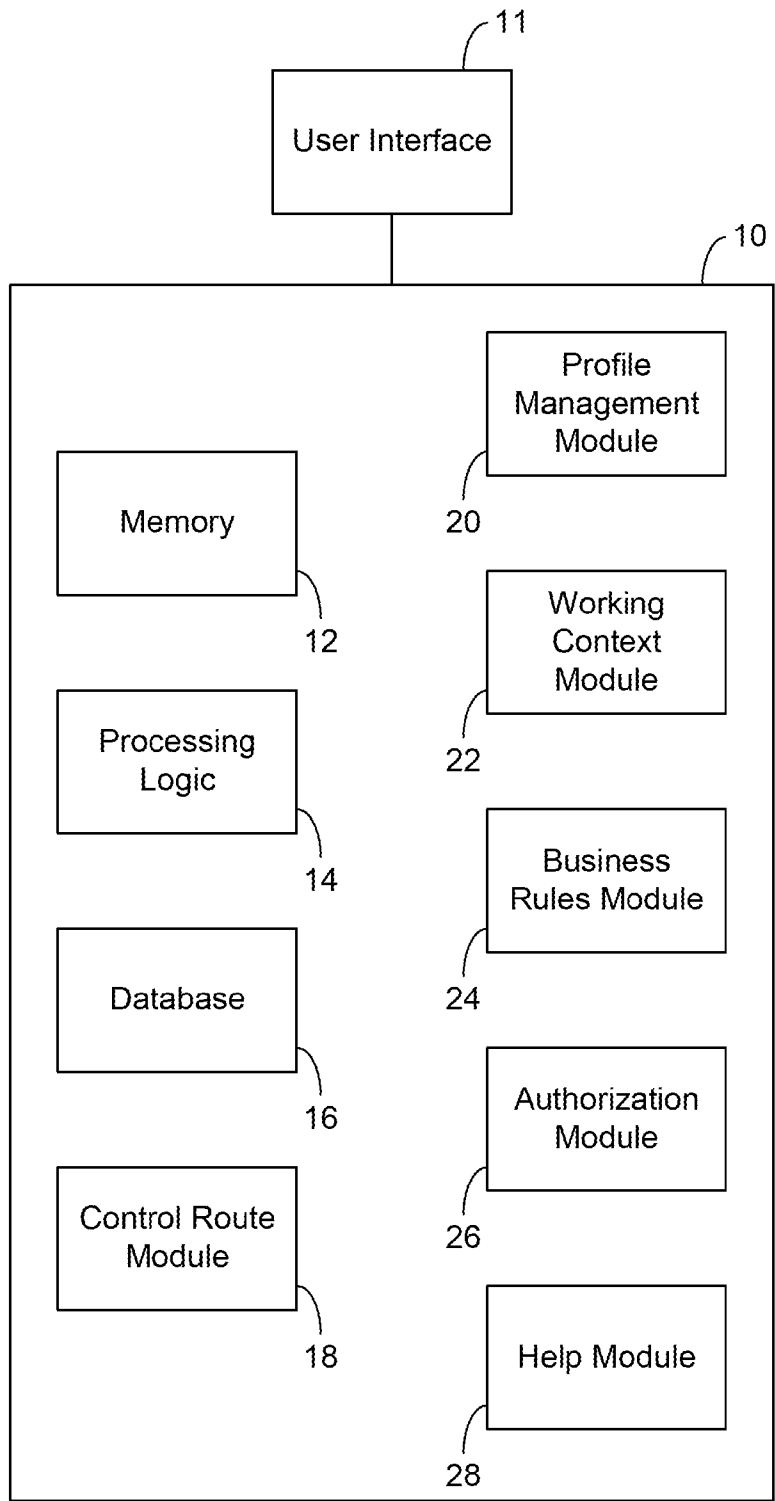 11
User Interface
10
Profile
Management
Module
20
Memory
12
Working
Context
Module
22
Processing
Logic
14
Business
Rules Module
24
Database
16
Authorization
Module
26
Control Route
Module
18
Help Module
28